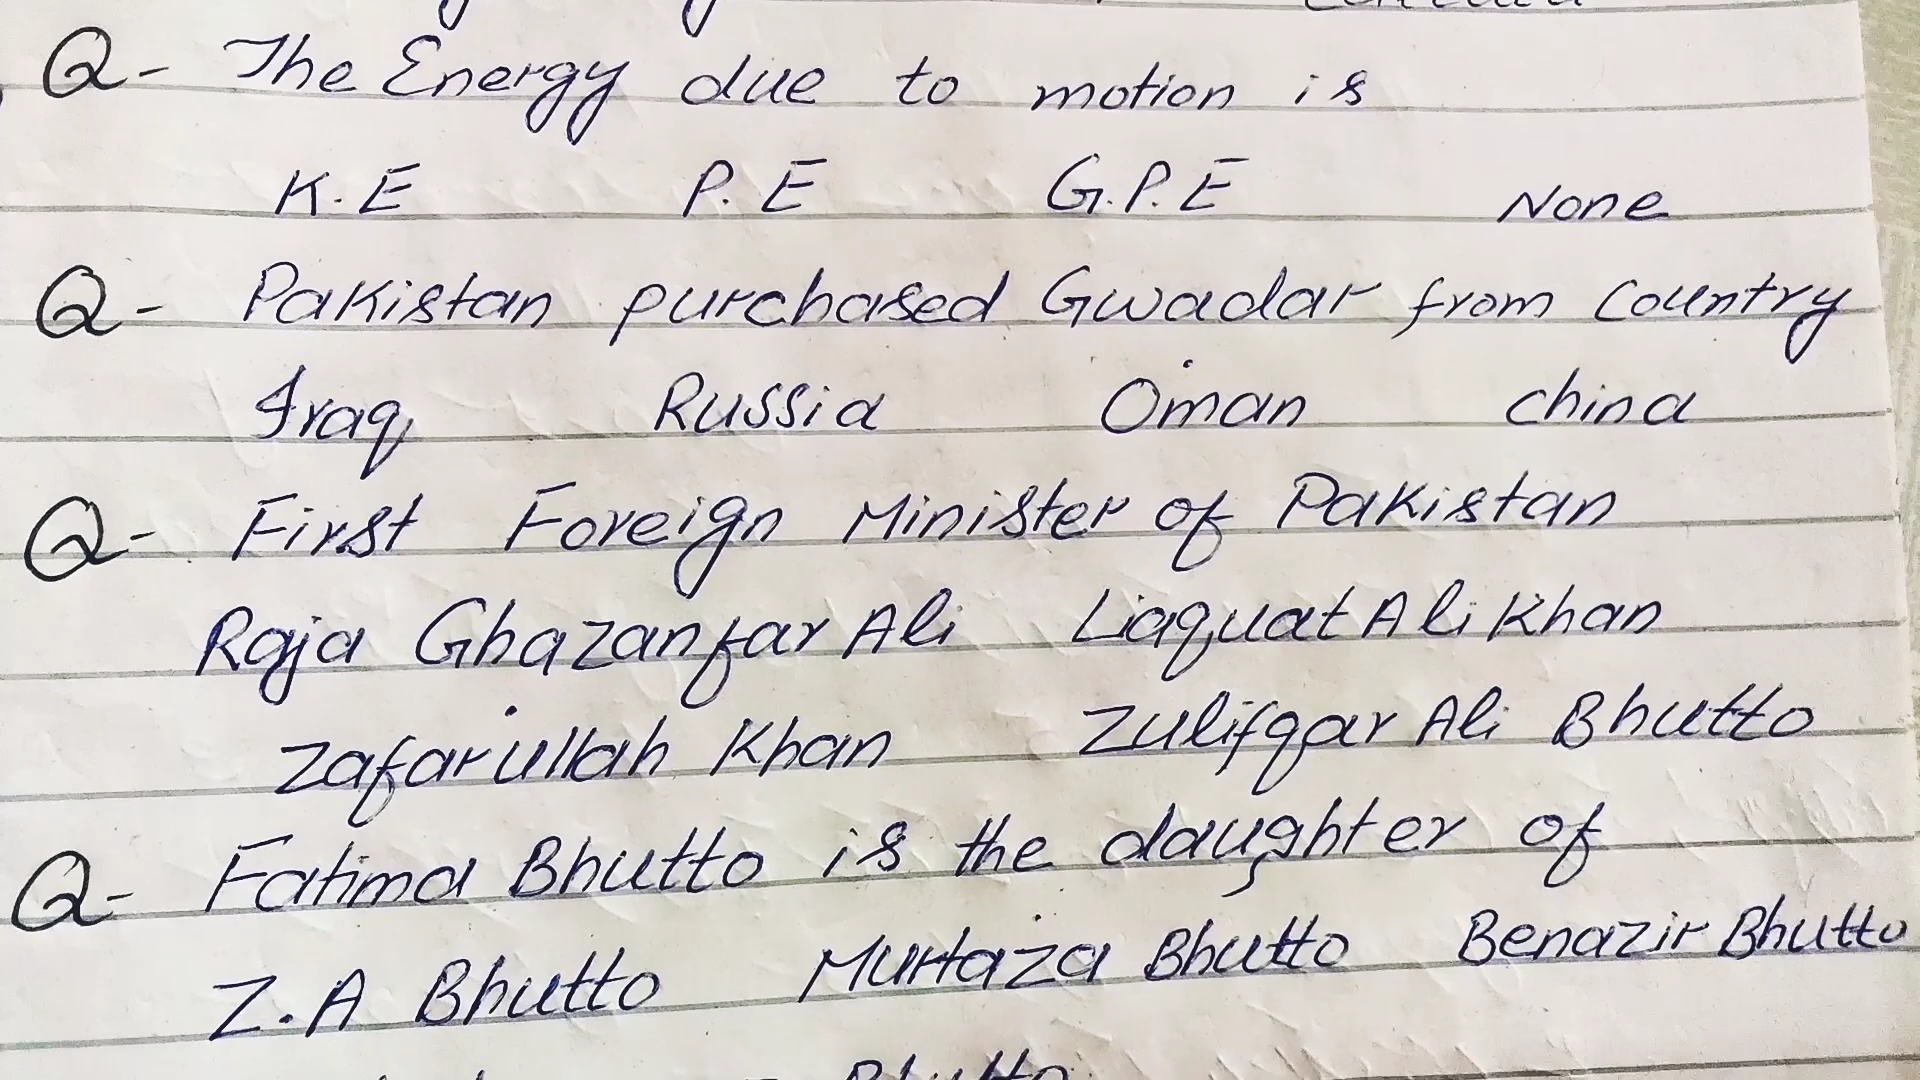 Q- The Energy due to motion is
K.E P.E G.P.E None
Q- Pakistan purchased Gwadar from country
Iraq Russia Oman china
Q- First Foreign Minister of Pakistan
Raja Ghazanfar Ali Liaquat Ali Khan
Zafarullah Khan Zulifqar Ali Bhutto
Q- Fatima Bhutto is the daughter of
Z.A Bhutto Murtaza Bhutto Benazir Bhutto
Bhutto